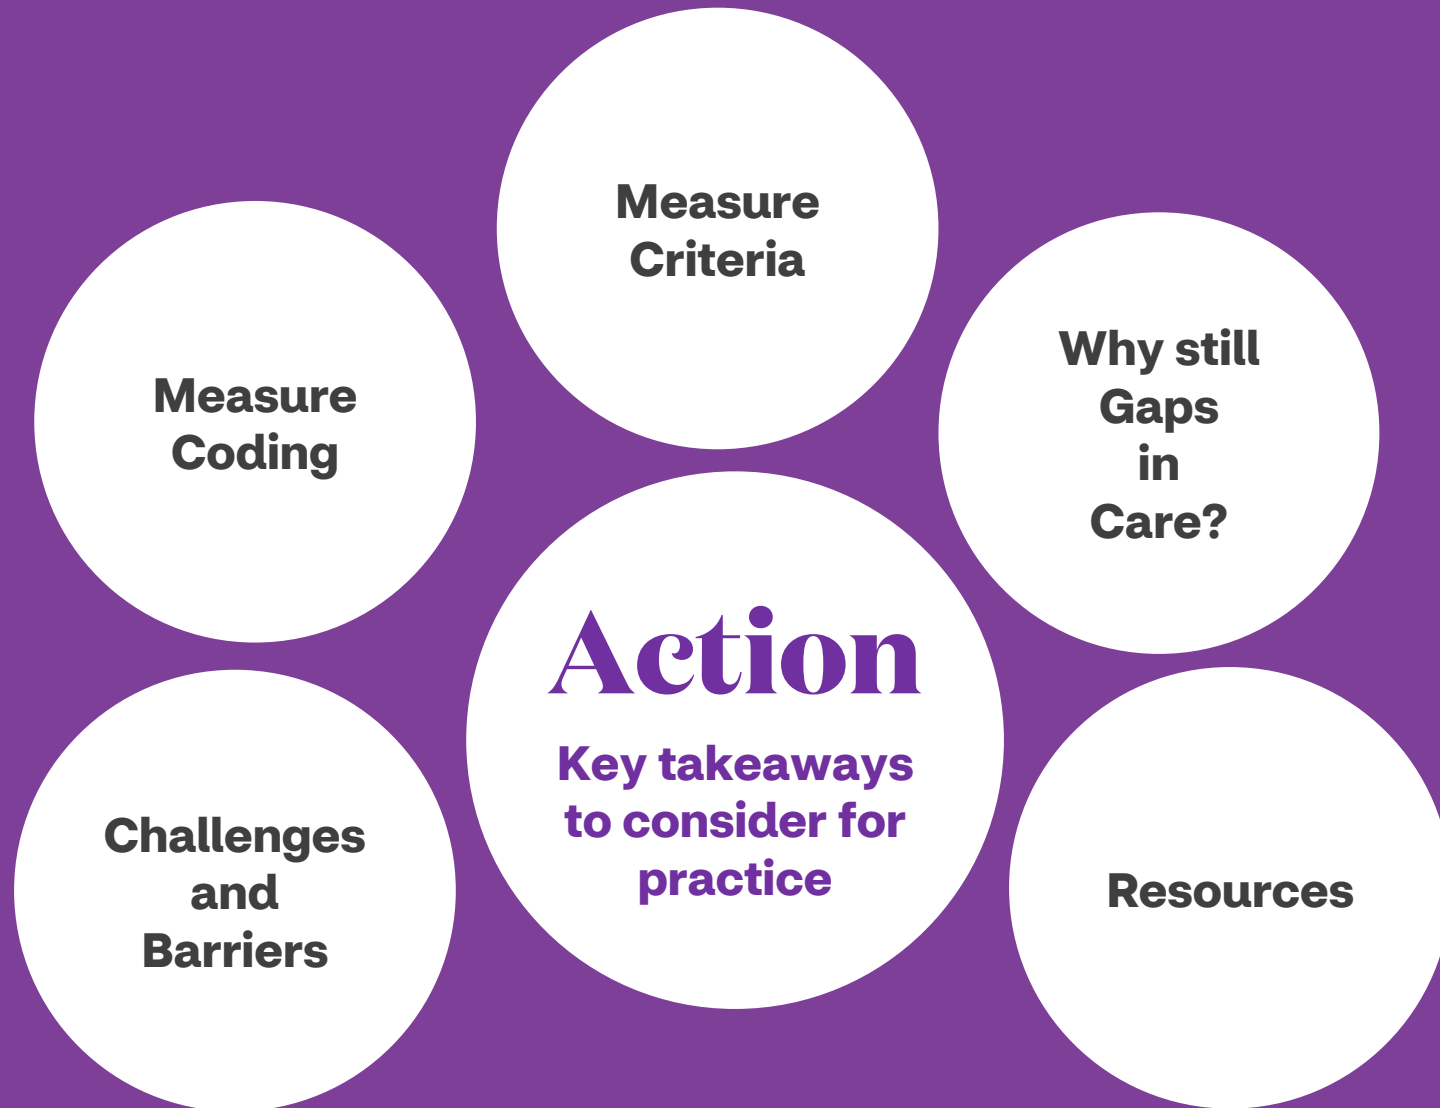 Measure
Criteria
Measure
Coding
Why still
Gaps
in
Care?
Action
Key takeaways
to consider for
practice
Challenges
and
Barriers
Resources